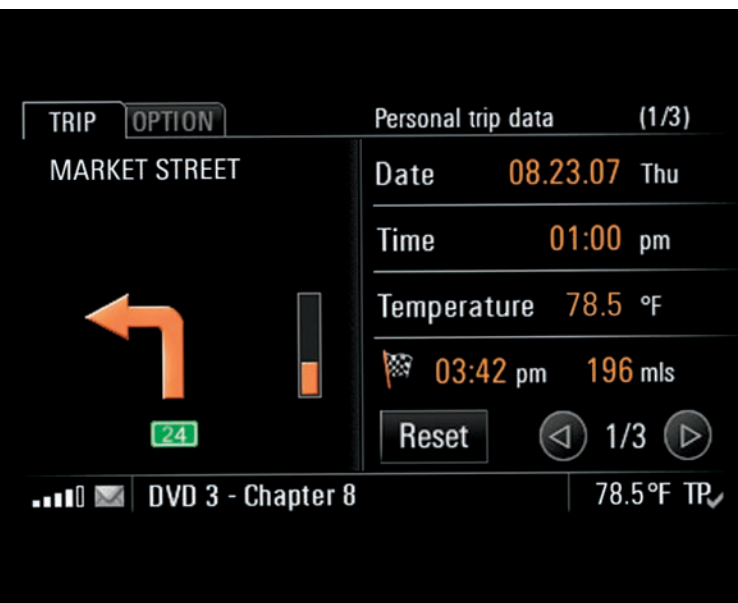 TRIP OPTION
Personal trip data (1/3)
MARKET STREET
24
Date 08.23.07 Thu
Time 01:00 pm
Temperature 78.5 °F
03:42 pm 196 mls
Reset 1/3
DVD 3 - Chapter 8
78.5°F TP